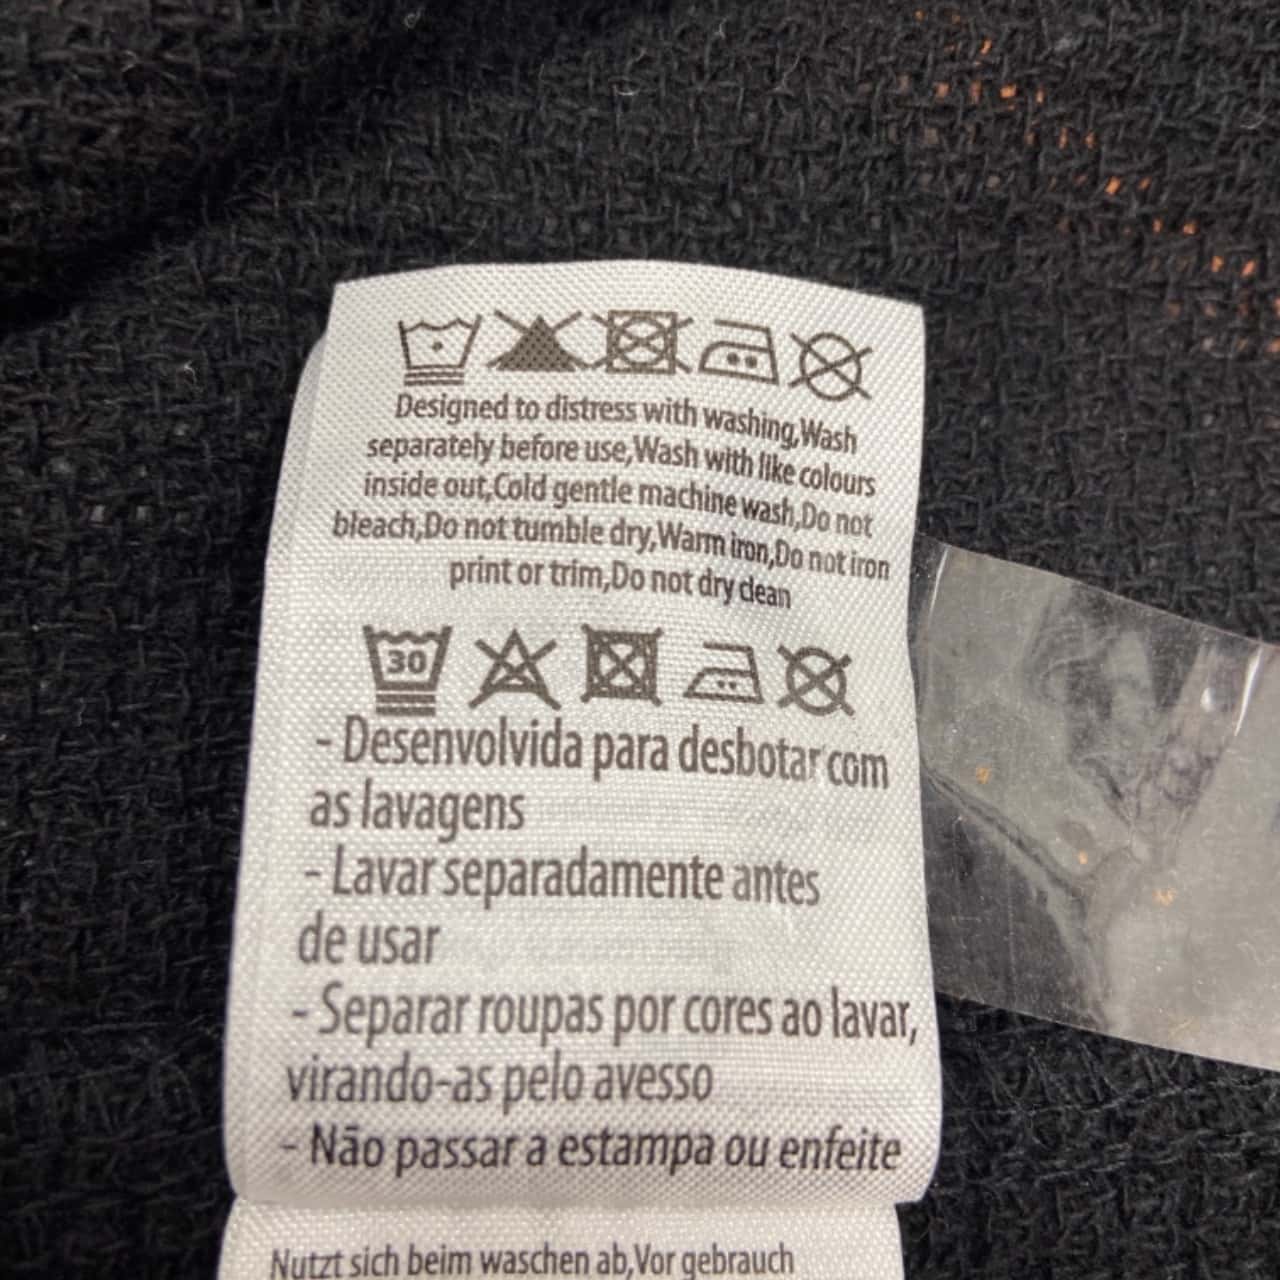 Designed to distress with washing,Wash
separately before use,Wash with like colours
inside out,Cold gentle machine wash,Do not
bleach,Do not tumble dry,Warm iron,Do not iron
print or trim,Do not dry clean
30
- Desenvolvida para desbotar com
as lavagens
- Lavar separadamente antes
de usar
- Separar roupas por cores ao lavar,
virando-as pelo avesso
- Não passar a estampa ou enfeite
Nutzt sich beim waschen ab,Vor gebrauch